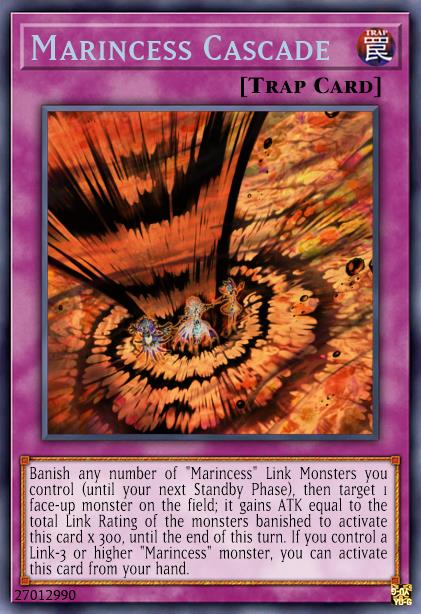 Marincess Cascade
TRAP
罠
[Trap Card]
Banish any number of "Marincess" Link Monsters you
control (until your next Standby Phase), then target 1
face-up monster on the field; it gains ATK equal to the
total Link Rating of the monsters banished to activate
this card x 300, until the end of this turn. If you control a
Link-3 or higher "Marincess" monster, you can activate
this card from your hand.
27012990